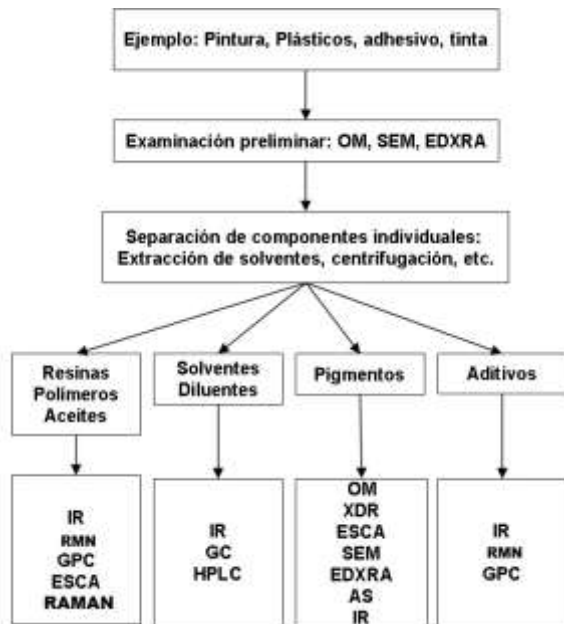 Ejemplo: Pintura, Plásticos, adhesivo, tinta
Examinación preliminar: OM, SEM, EDXRA
Separación de componentes individuales:
Extracción de solventes, centrifugación, etc.
Resinas
Polímeros
Aceites
Solventes
Diluentes
Pigmentos
Aditivos
IR
RMN
GPC
ESCA
RAMAN
IR
GC
HPLC
OM
XDR
ESCA
SEM
EDXRA
AS
IR
IR
RMN
GPC